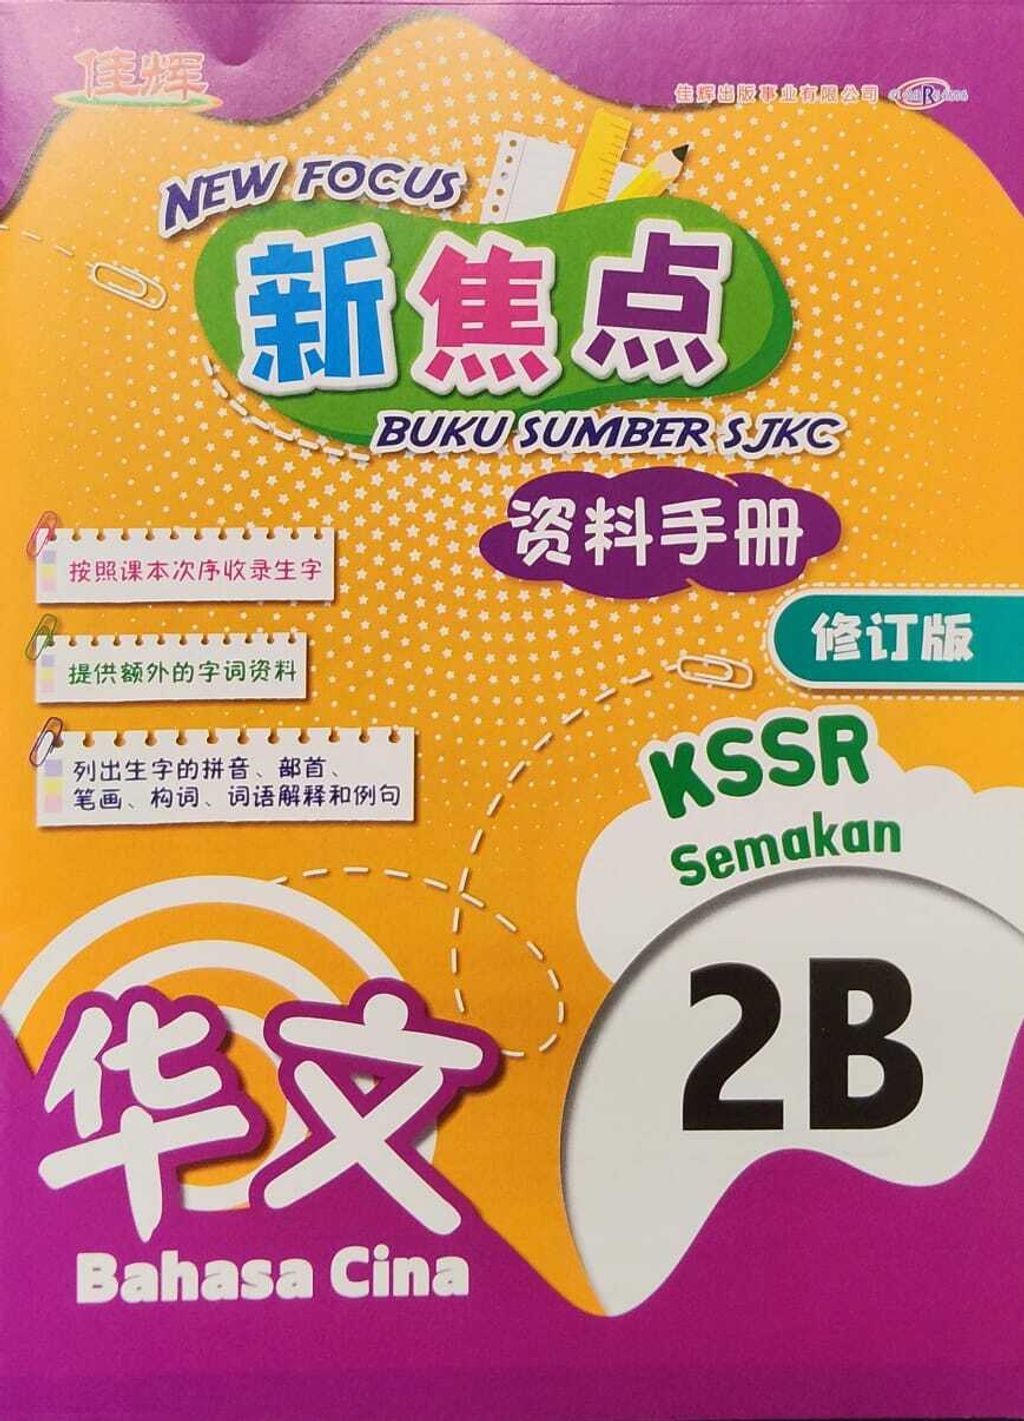 佳辉
佳辉出版事业有限公司
NEW FOCUS
新焦点
BUKU SUMBER SJKC
资料手册
按照课本次序收录生字
修订版
提供额外的字词资料
KSSR
Semakan
列出生字的拼音、部首、
笔画、构词、词语解释和例句
2B
华文
Bahasa Cina